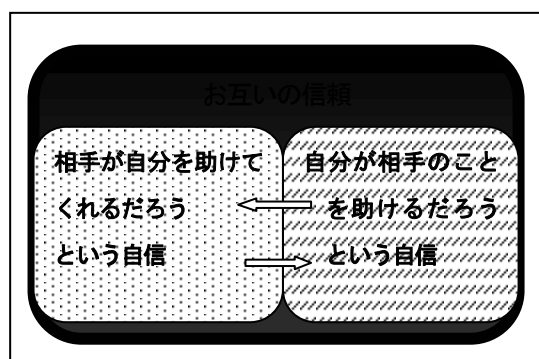 お互いの信頼
相手が自分を助けて
くれるだろう
という自信
自分が相手のこと
を助けるだろう
という自信